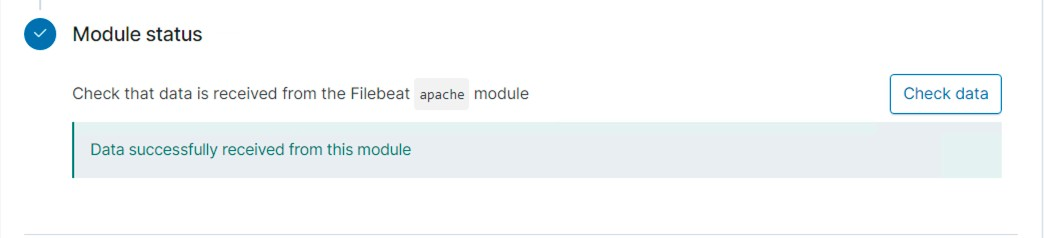 Module status
Check that data is received from the Filebeat apache module
Check data
Data successfully received from this module